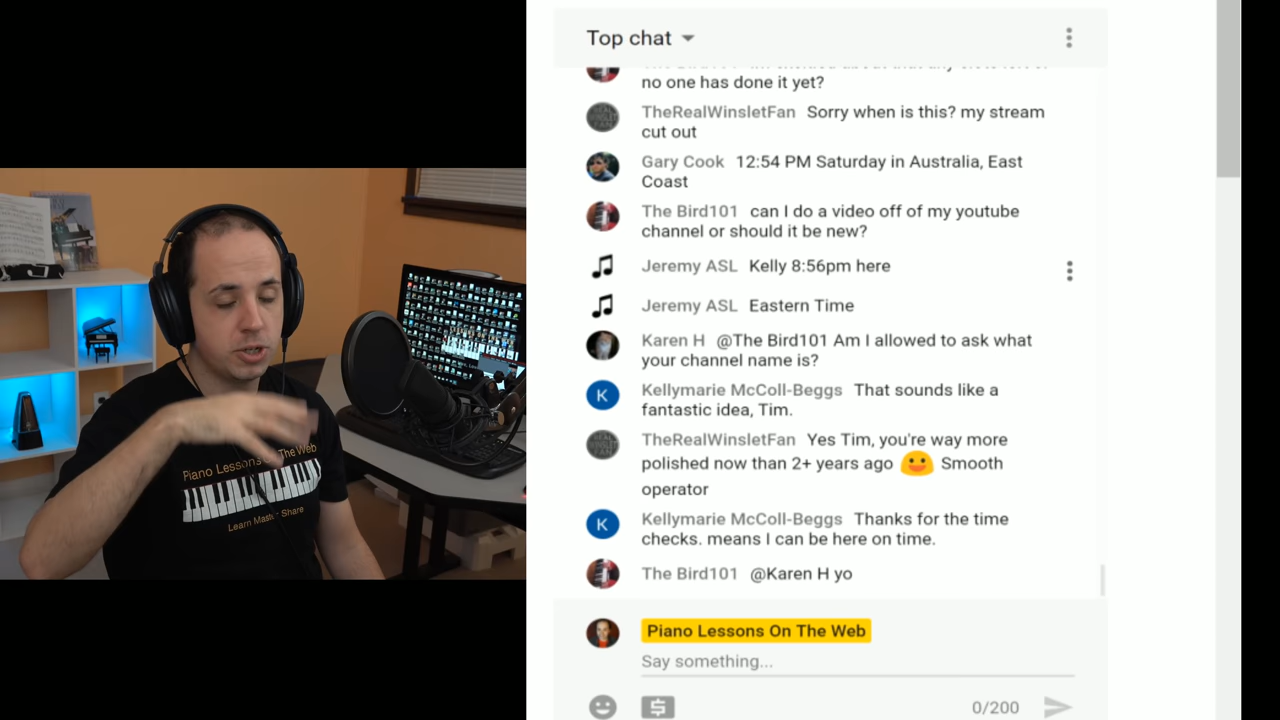 Top chat
no one has done it yet?
TheRealWinsletFan Sorry when is this? my stream
cut out
Gary Cook 12:54 PM Saturday in Australia, East
Coast
The Bird101 can I do a video off of my youtube
channel or should it be new?
Jeremy ASL Kelly 8:56pm here
Jeremy ASL Eastern Time
Karen H @The Bird101 Am I allowed to ask what
your channel name is?
Kellymarie McColl-Beggs That sounds like a
fantastic idea, Tim.
TheRealWinsletFan Yes Tim, you're way more
polished now than 2+ years ago 😀 Smooth
operator
Kellymarie McColl-Beggs Thanks for the time
checks. means I can be here on time.
The Bird101 @Karen H yo
Piano Lessons On The Web
Say something...
0/200
K
K
Piano Lessons On The Web
Learn Master Share